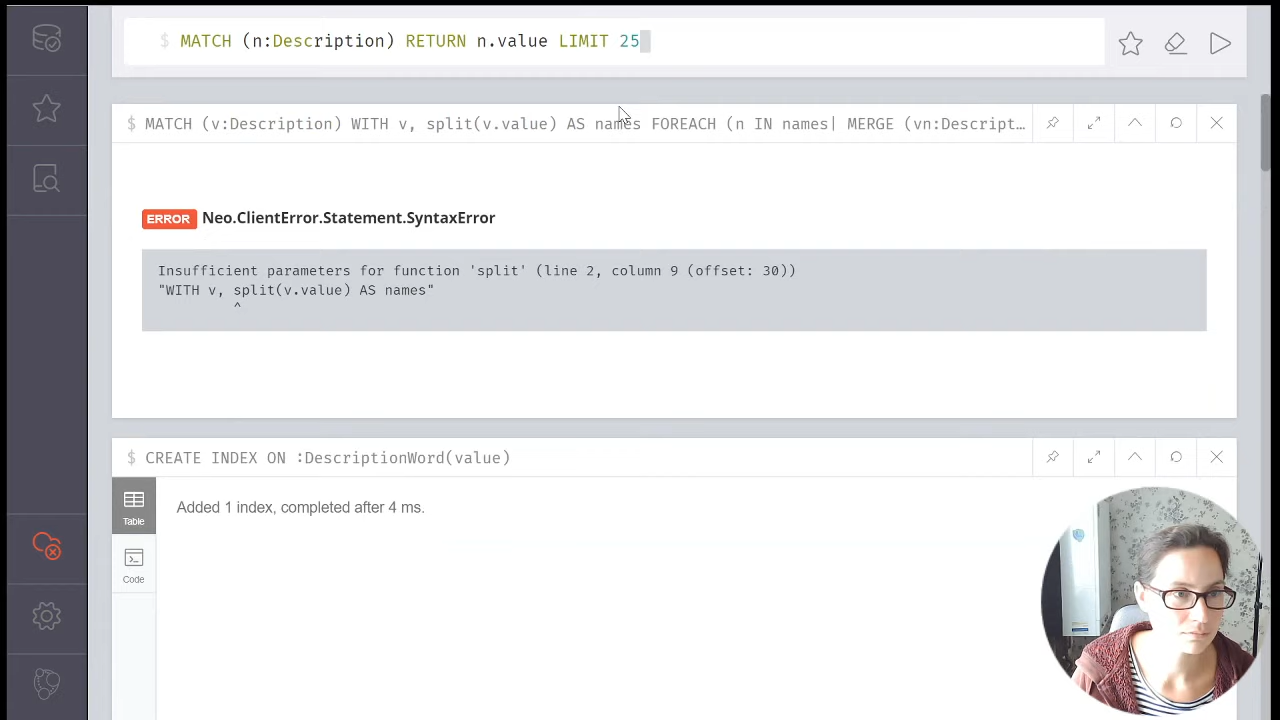 $ MATCH (n:Description) RETURN n.value LIMIT 25
$ MATCH (v:Description) WITH v, split(v.value) AS names FOREACH (n IN names| MERGE (vn:Descript…
ERROR Neo.ClientError.Statement.SyntaxError
Insufficient parameters for function 'split' (line 2, column 9 (offset: 30))
"WITH v, split(v.value) AS names"
^
$ CREATE INDEX ON :DescriptionWord(value)
Table
Added 1 index, completed after 4 ms.
Code